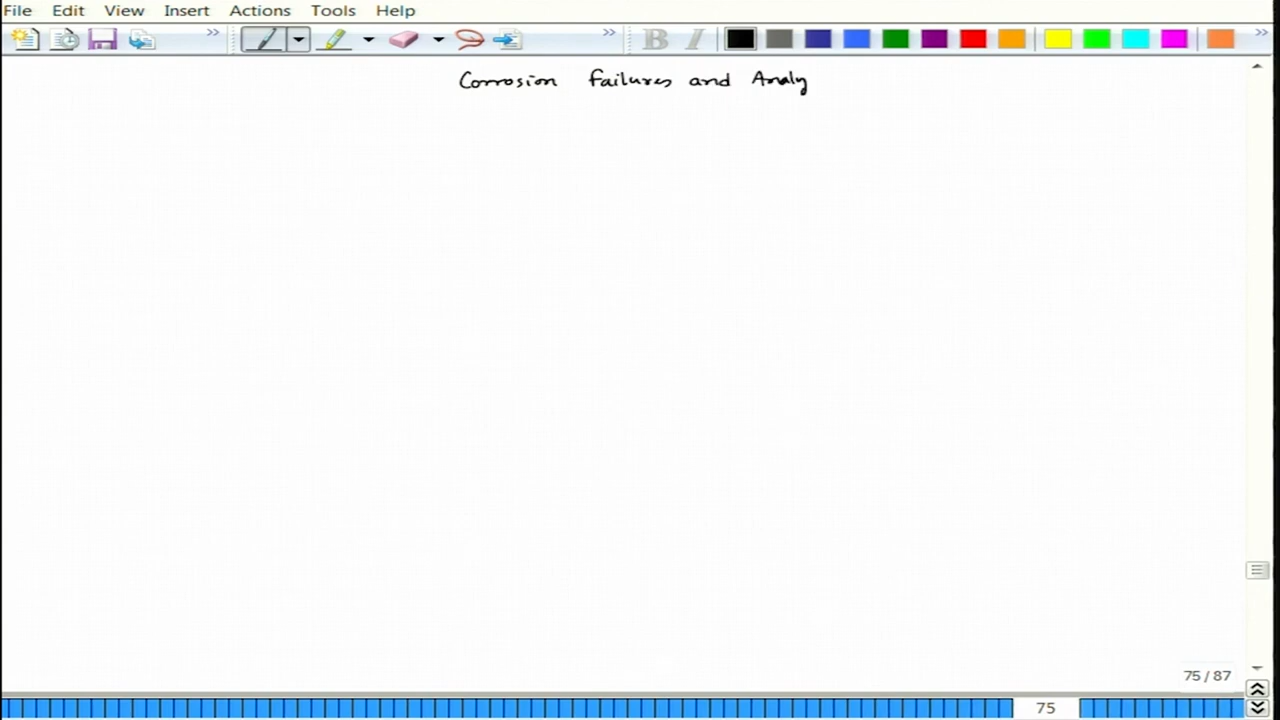 File Edit View Insert Actions Tools Help
B I
Corrosion Failures and Analy
75 / 87
75